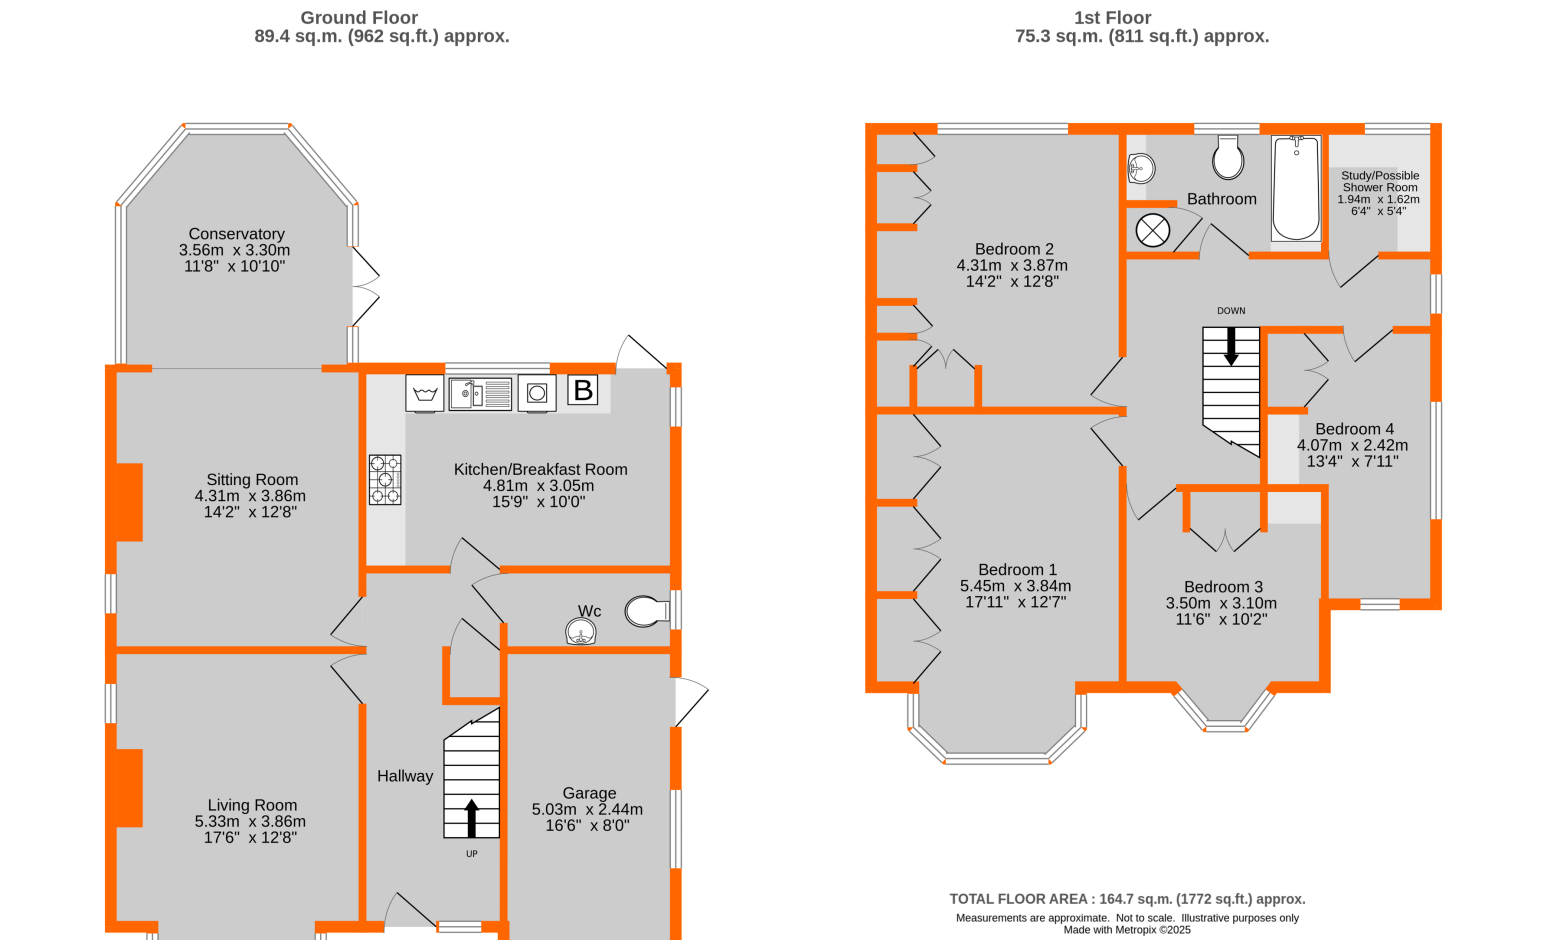 Ground Floor
89.4 sq.m. (962 sq.ft.) approx.
Conservatory
3.56m x 3.30m
11'8" x 10'10"
Sitting Room
4.31m x 3.86m
14'2" x 12'8"
B
Kitchen/Breakfast Room
4.81m x 3.05m
15'9" x 10'0"
Wc
Hallway
UP
Living Room
5.33m x 3.86m
17'6" x 12'8"
Garage
5.03m x 2.44m
16'6" x 8'0"
1st Floor
75.3 sq.m. (811 sq.ft.) approx.
Bedroom 2
4.31m x 3.87m
14'2" x 12'8"
Bathroom
Study/Possible
Shower Room
1.94m x 1.62m
6'4" x 5'4"
DOWN
Bedroom 4
4.07m x 2.42m
13'4" x 7'11"
Bedroom 1
5.45m x 3.84m
17'11" x 12'7"
Bedroom 3
3.50m x 3.10m
11'6" x 10'2"
TOTAL FLOOR AREA : 164.7 sq.m. (1772 sq.ft.) approx.
Measurements are approximate. Not to scale. Illustrative purposes only
Made with Metropix ©2025